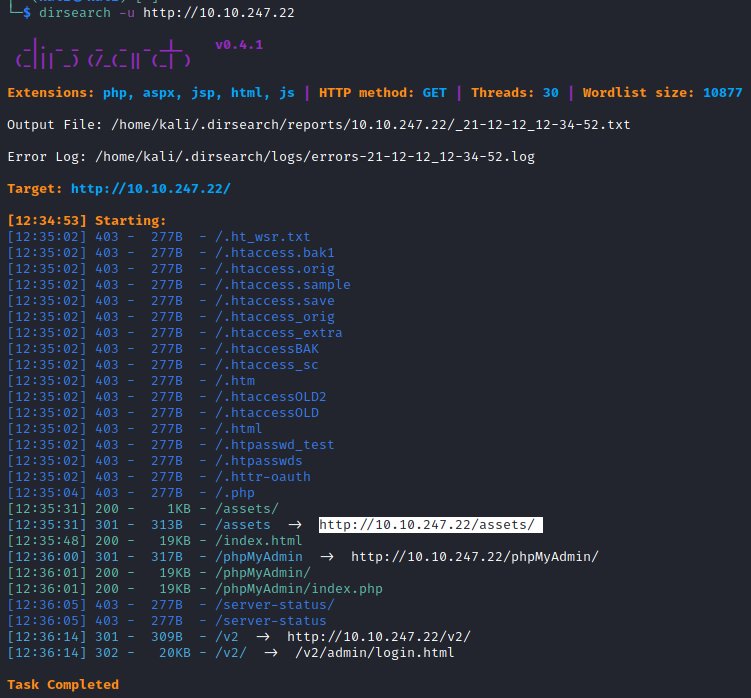 └─$ dirsearch -u http://10.10.247.22
v0.4.1
Extensions: php, aspx, jsp, html, js | HTTP method: GET | Threads: 30 | Wordlist size: 10877
Output File: /home/kali/.dirsearch/reports/10.10.247.22/_21-12-12_12-34-52.txt
Error Log: /home/kali/.dirsearch/logs/errors-21-12-12_12-34-52.log
Target: http://10.10.247.22/
[12:34:53] Starting:
[12:35:02] 403 - 277B - /.ht_wsr.txt
[12:35:02] 403 - 277B - /.htaccess.bak1
[12:35:02] 403 - 277B - /.htaccess.orig
[12:35:02] 403 - 277B - /.htaccess.sample
[12:35:02] 403 - 277B - /.htaccess.save
[12:35:02] 403 - 277B - /.htaccess_orig
[12:35:02] 403 - 277B - /.htaccess_extra
[12:35:02] 403 - 277B - /.htaccessBAK
[12:35:02] 403 - 277B - /.htaccess_sc
[12:35:02] 403 - 277B - /.htm
[12:35:02] 403 - 277B - /.htaccessOLD2
[12:35:02] 403 - 277B - /.htaccessOLD
[12:35:02] 403 - 277B - /.html
[12:35:02] 403 - 277B - /.htpasswd_test
[12:35:02] 403 - 277B - /.htpasswds
[12:35:02] 403 - 277B - /.httr-oauth
[12:35:04] 403 - 277B - /.php
[12:35:31] 200 - 1KB - /assets/
[12:35:31] 301 - 313B - /assets → http://10.10.247.22/assets/
[12:35:48] 200 - 19KB - /index.html
[12:36:00] 301 - 317B - /phpMyAdmin → http://10.10.247.22/phpMyAdmin/
[12:36:01] 200 - 19KB - /phpMyAdmin/
[12:36:01] 200 - 19KB - /phpMyAdmin/index.php
[12:36:05] 403 - 277B - /server-status/
[12:36:05] 403 - 277B - /server-status
[12:36:14] 301 - 309B - /v2 → http://10.10.247.22/v2/
[12:36:14] 302 - 20KB - /v2/ → /v2/admin/login.html
Task Completed